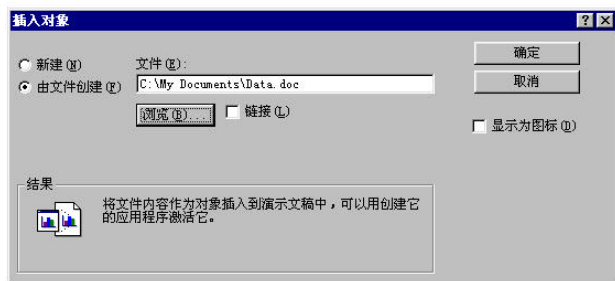 插入对象
新建(N)
文件(E):
确定
由文件创建(F)
C:\My Documents\Data.doc
取消
浏览(B)...
链接(L)
显示为图标(D)
结果
将文件内容作为对象插入到演示文稿中，可以用创建它
的应用程序激活它。